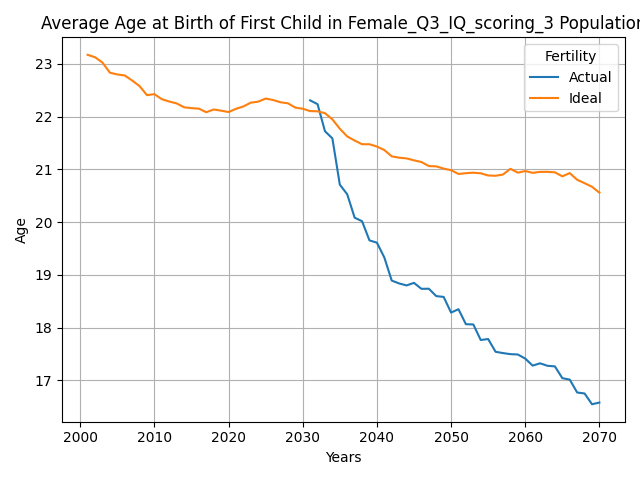 Average Age at Birth of First Child in Female_Q3_IQ_scoring_3 Population
Fertility
Actual
Ideal
23
22
21
20
19
18
17
Age
2000 2010 2020 2030 2040 2050 2060 2070
Years